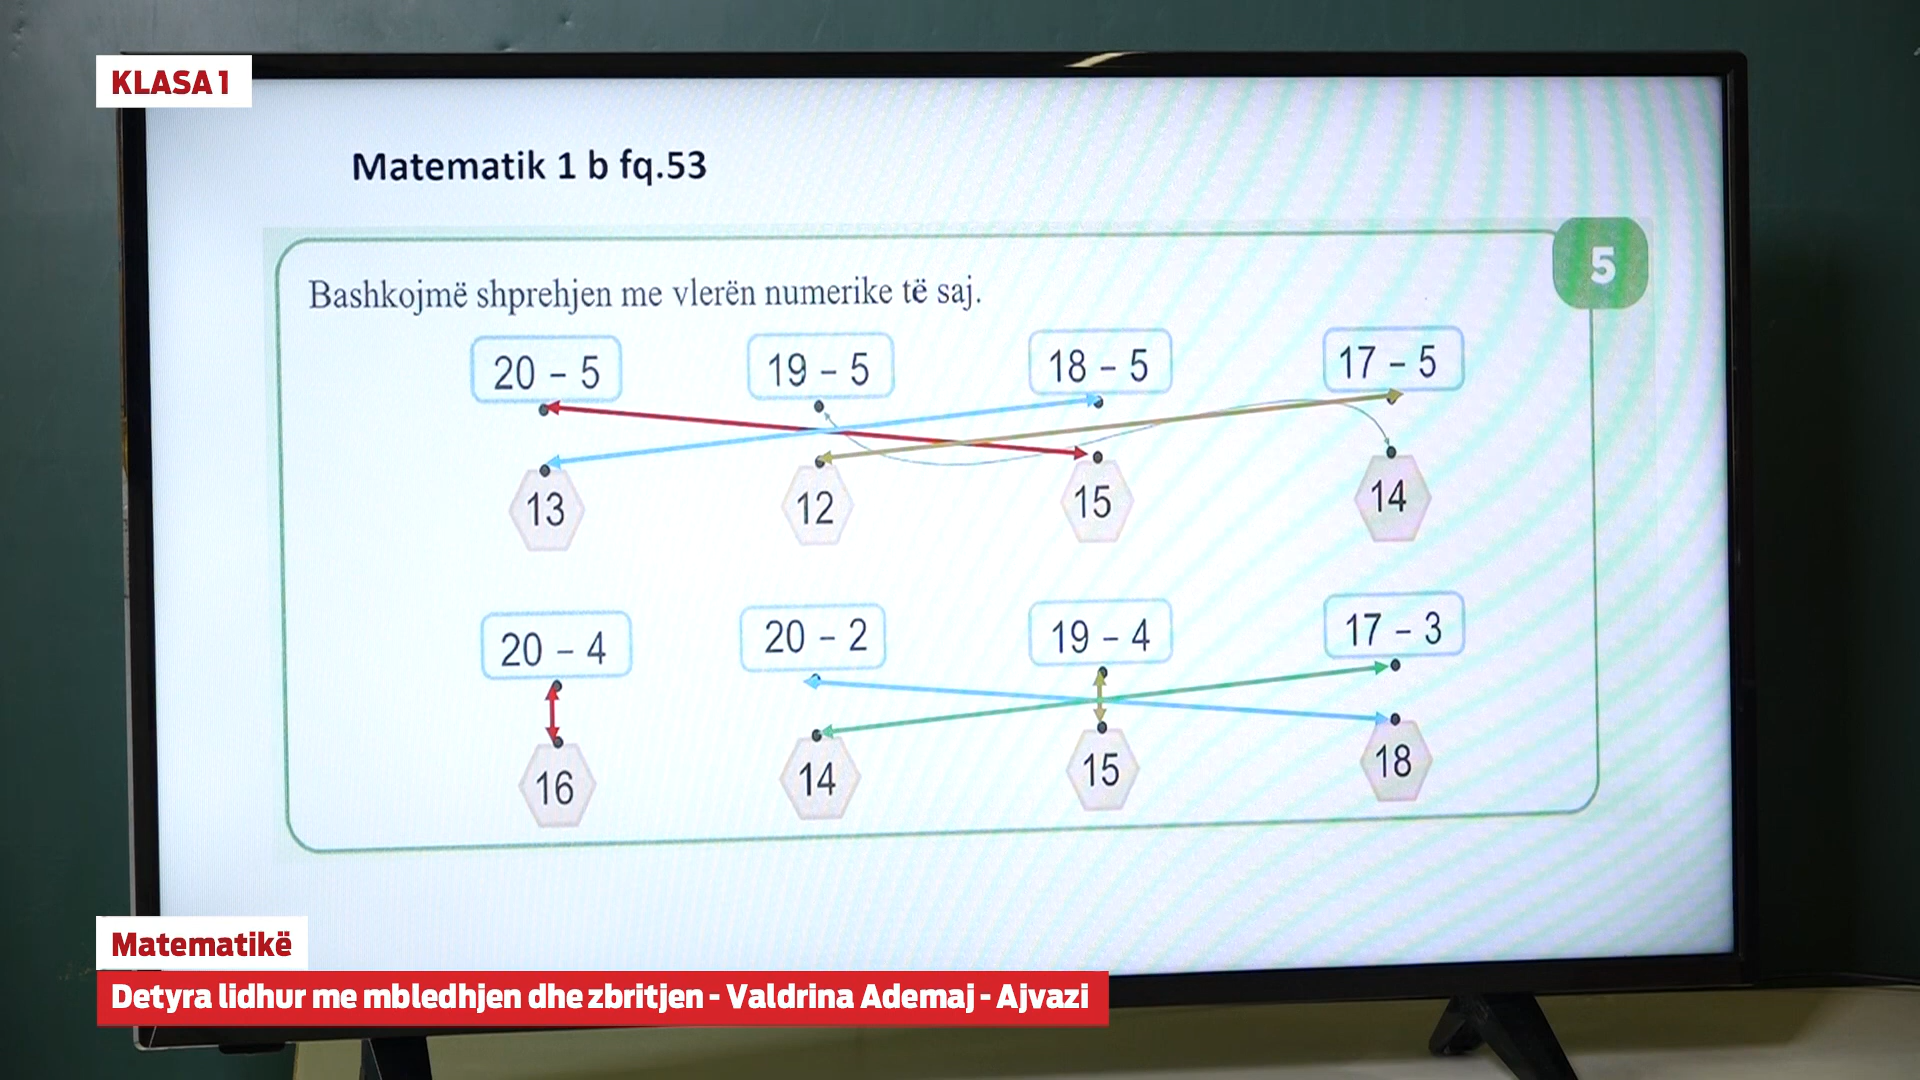 KLASA 1
Matematik 1 b fq.53
5
Bashkojmë shprehjen me vlerën numerike të saj.
20 – 5 19 – 5 18 – 5 17 – 5
13 12 15 14
20 – 4 20 – 2 19 – 4 17 – 3
16 14 15 18
Matematikë
Detyra lidhur me mbledhjen dhe zbritjen - Valdrina Ademaj - Ajvazi